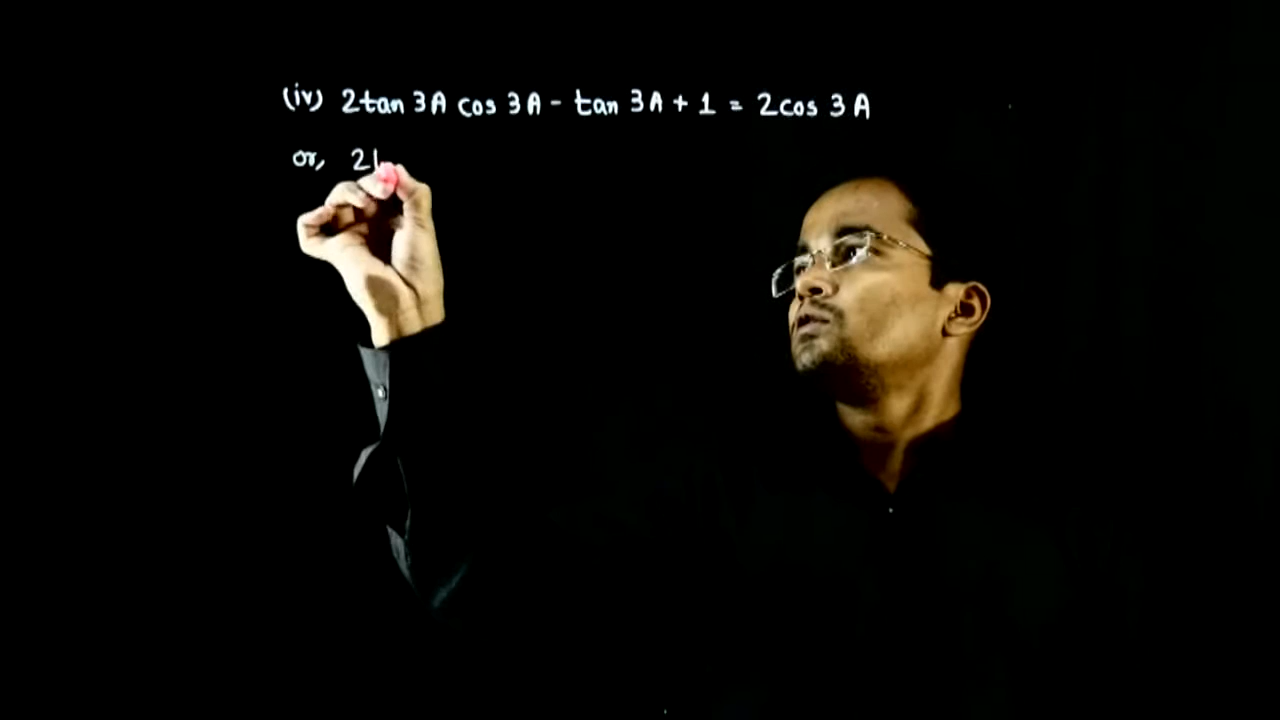 (iv) 2tan 3A cos 3A - tan 3A + 1 = 2cos 3A
or, 2